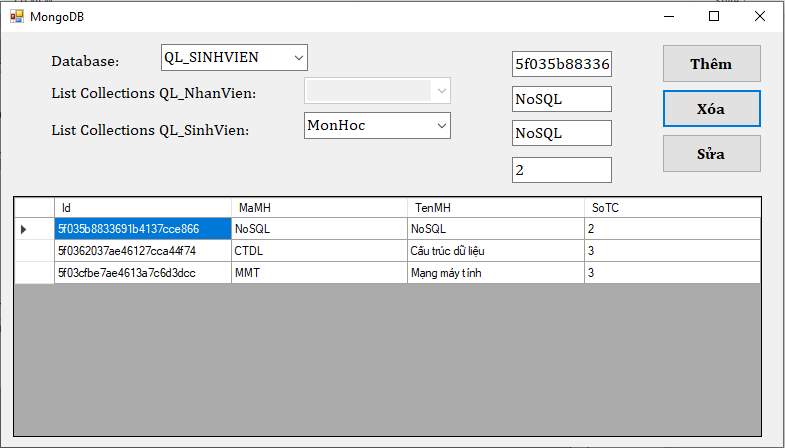 MongoDB
Database:
QL_SINHVIEN
List Collections QL_NhanVien:
List Collections QL_SinhVien:
MonHoc
5f035b88336
NoSQL
NoSQL
2
Thêm
Xóa
Sửa
Id MaMH TenMH SoTC
5f035b8833691b4137cce866 NoSQL NoSQL 2
5f0362037ae46127cca44f74 CTDL Cấu trúc dữ liệu 3
5f03cfbe7ae4613a7c6d3dcc MMT Mạng máy tính 3